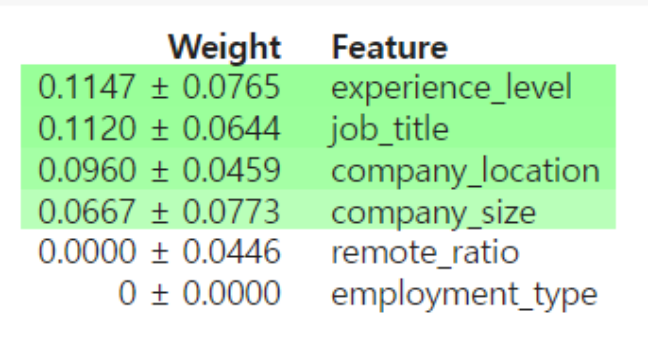 Weight Feature
0.1147 ± 0.0765 experience_level
0.1120 ± 0.0644 job_title
0.0960 ± 0.0459 company_location
0.0667 ± 0.0773 company_size
0.0000 ± 0.0446 remote_ratio
0 ± 0.0000 employment_type